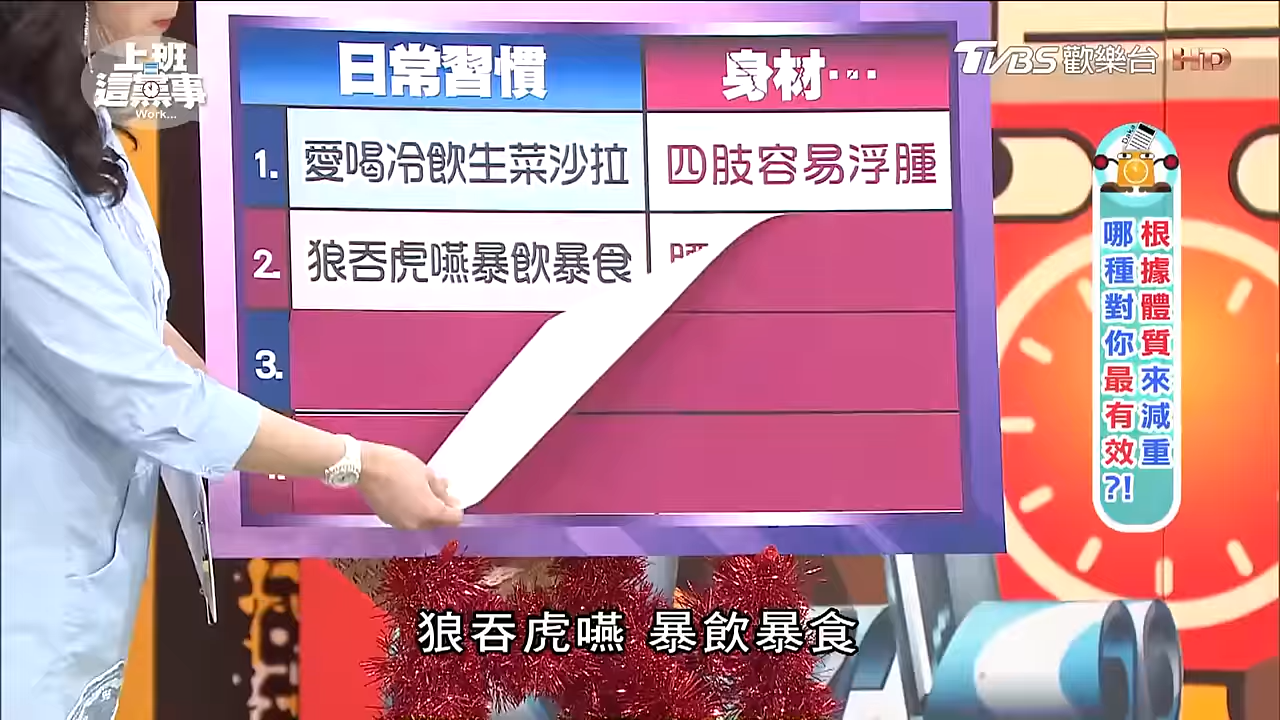 上班
這黨事
Work...
TVBS歡樂台 HD
日常習慣
身材…
1.
愛喝冷飲生菜沙拉
四肢容易浮腫
2.
狼吞虎嚥暴飲暴食
3.
根據體質來減重
哪種對你最有效?!
狼吞虎嚥 暴飲暴食